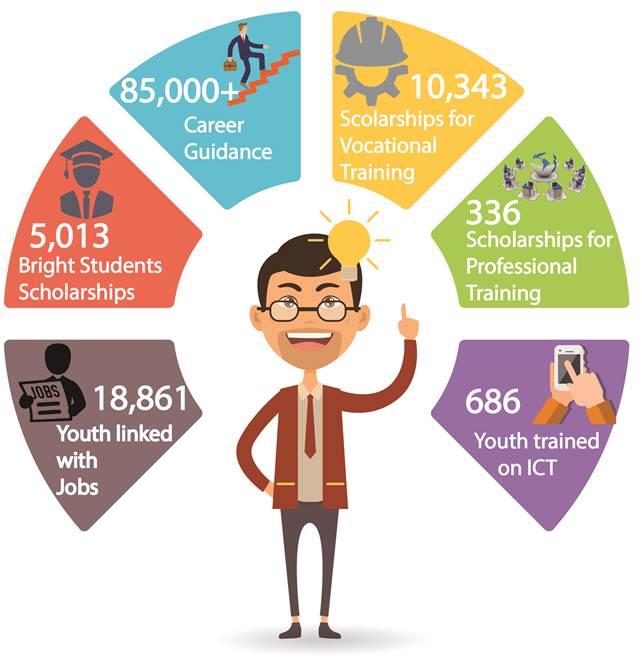 85,000+
Career
Guidance
10,343
Scolarships for
Vocational
Training
5,013
Bright Students
Scholarships
336
Scholarships for
Professional
Training
JOBS
18,861
Youth linked
with
Jobs
686
Youth trained
on ICT